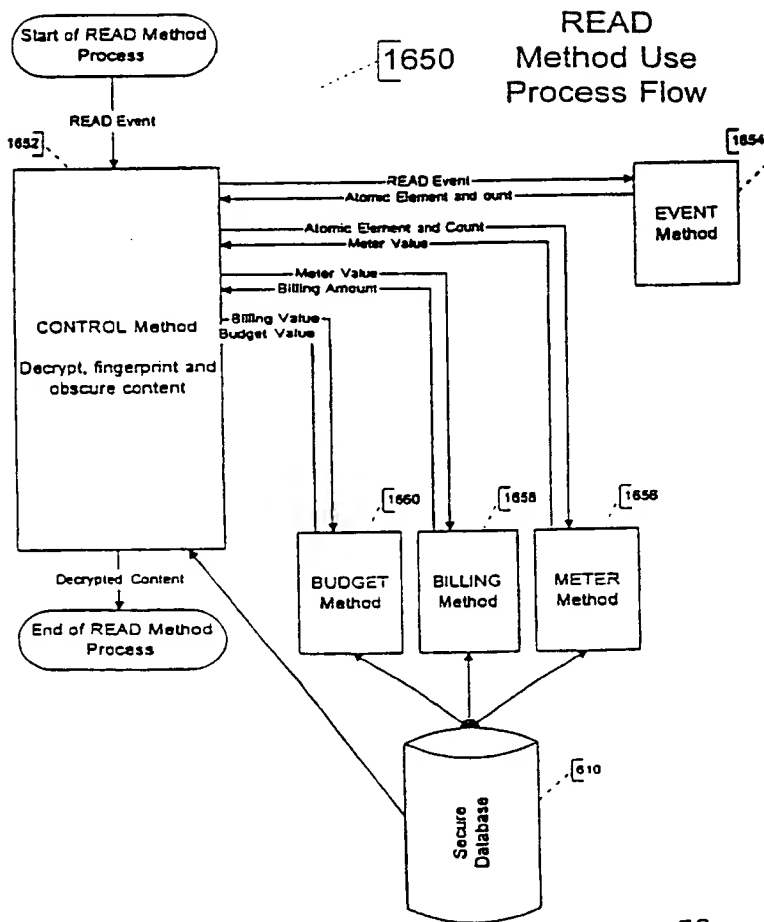 Start of READ Method
Process
1650
READ
Method Use
Process Flow
READ Event
1652
1654
READ Event
Atomic Element and ount
EVENT
Method
Atomic Element and Count
Meter Value
Meter Value
Billing Amount
Billing Value
Budget Value
CONTROL Method
Decrypt, fingerprint and
obscure content
1660
1658
1656
BUDGET
Method
BILLING
Method
METER
Method
Decrypted Content
End of READ Method
Process
610
Secure
Database